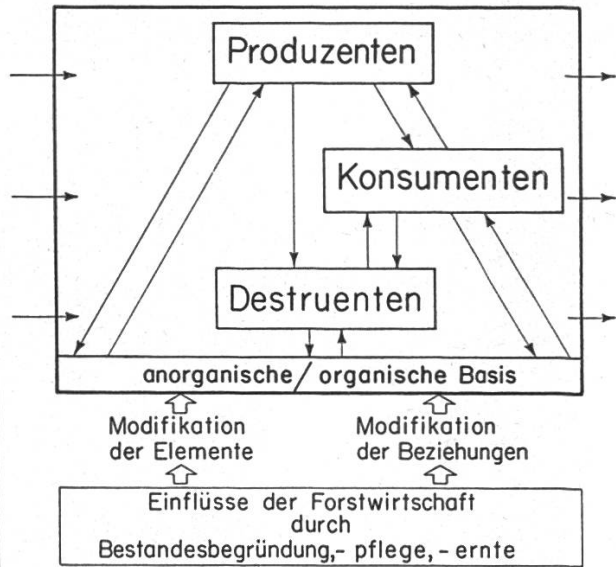 Produzenten
Konsumenten
Destruenten
anorganische/organische Basis
Modifikation
der Elemente
Modifikation
der Beziehungen
Einflüsse der Forstwirtschaft
durch
Bestandesbegründung,-pflege,-ernte